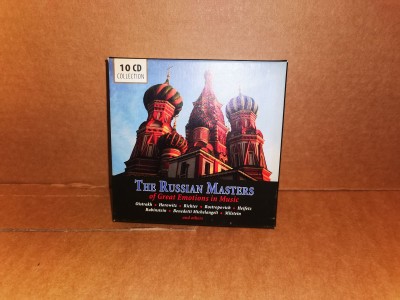 10 CD
COLLECTION
THE RUSSIAN MASTERS
of Great Emotions in Music
Oistrakh • Horowitz • Richter • Rostropovich • Heifetz
Rubinstein • Benedetti Michelangeli • Milstein
and others